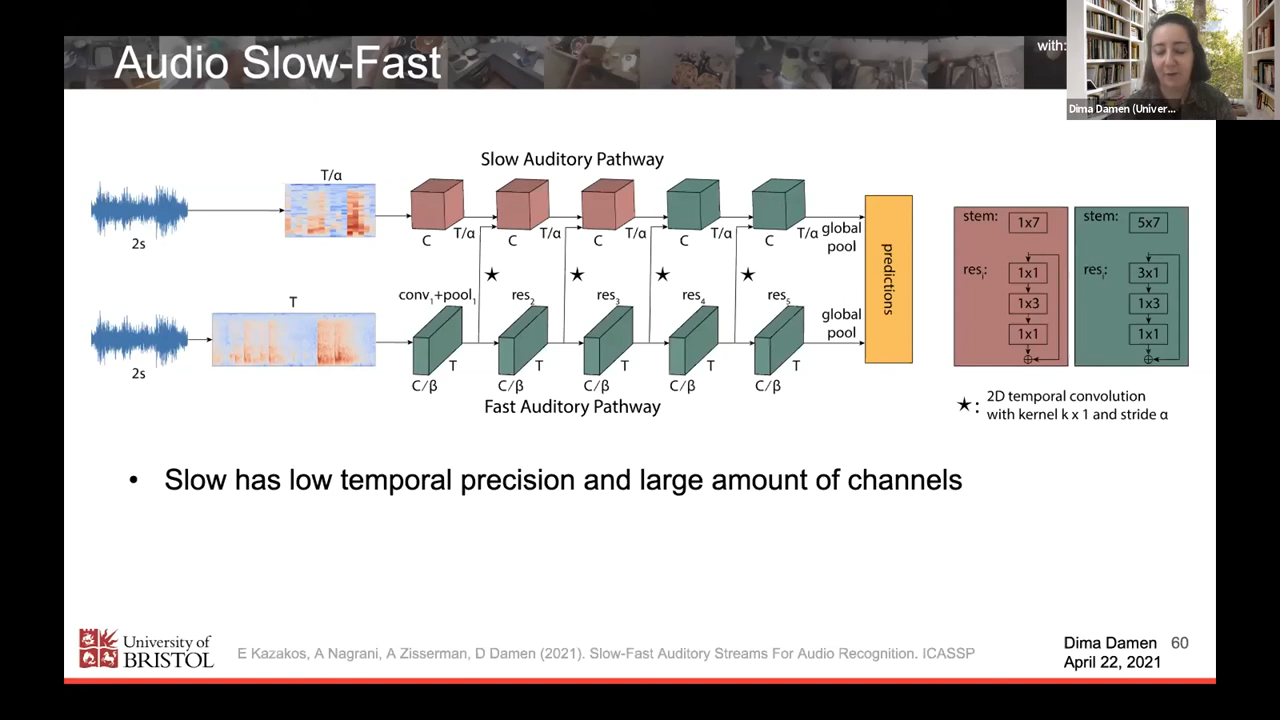 Audio Slow-Fast
with:
Dima Damen (Univer...
Slow Auditory Pathway
T/α
2s
C T/α C T/α C T/α C T/α C T/α
global
pool
T
2s
conv₁+pool₁ res₂ res₃ res₄ res₅
global
pool
T T T T T
C/β C/β C/β C/β C/β
Fast Auditory Pathway
predictions
stem: 1x7
resᵢ: 1x1
1x3
1x1
stem: 5x7
resᵢ: 3x1
1x3
1x1
★: 2D temporal convolution
with kernel k x 1 and stride α
• Slow has low temporal precision and large amount of channels
University of
BRISTOL
E Kazakos, A Nagrani, A Zisserman, D Damen (2021). Slow-Fast Auditory Streams For Audio Recognition. ICASSP
Dima Damen 60
April 22, 2021